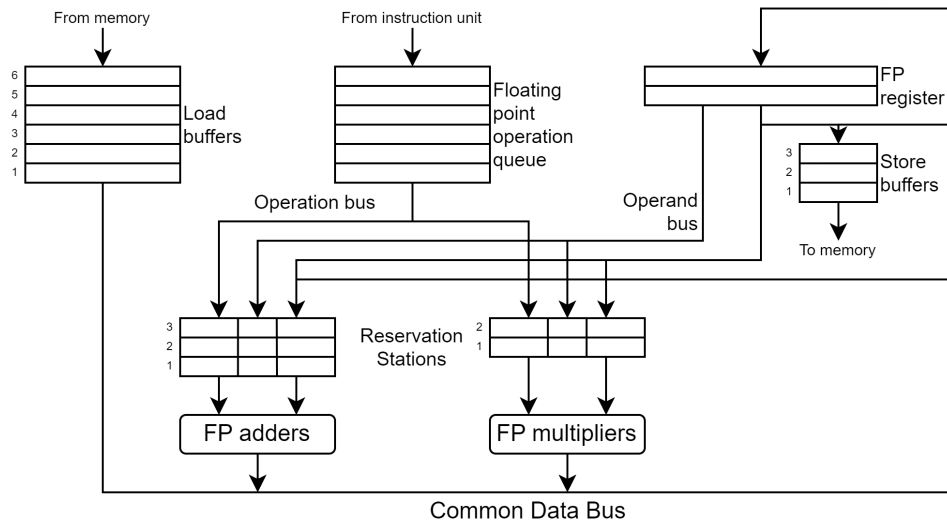 From memory
From instruction unit
6
5
4
3
2
1
Load
buffers
Floating
point
operation
queue
FP
register
3
2
1
Store
buffers
To memory
Operation bus
Operand
bus
3
2
1
Reservation
Stations
2
1
FP adders
FP multipliers
Common Data Bus